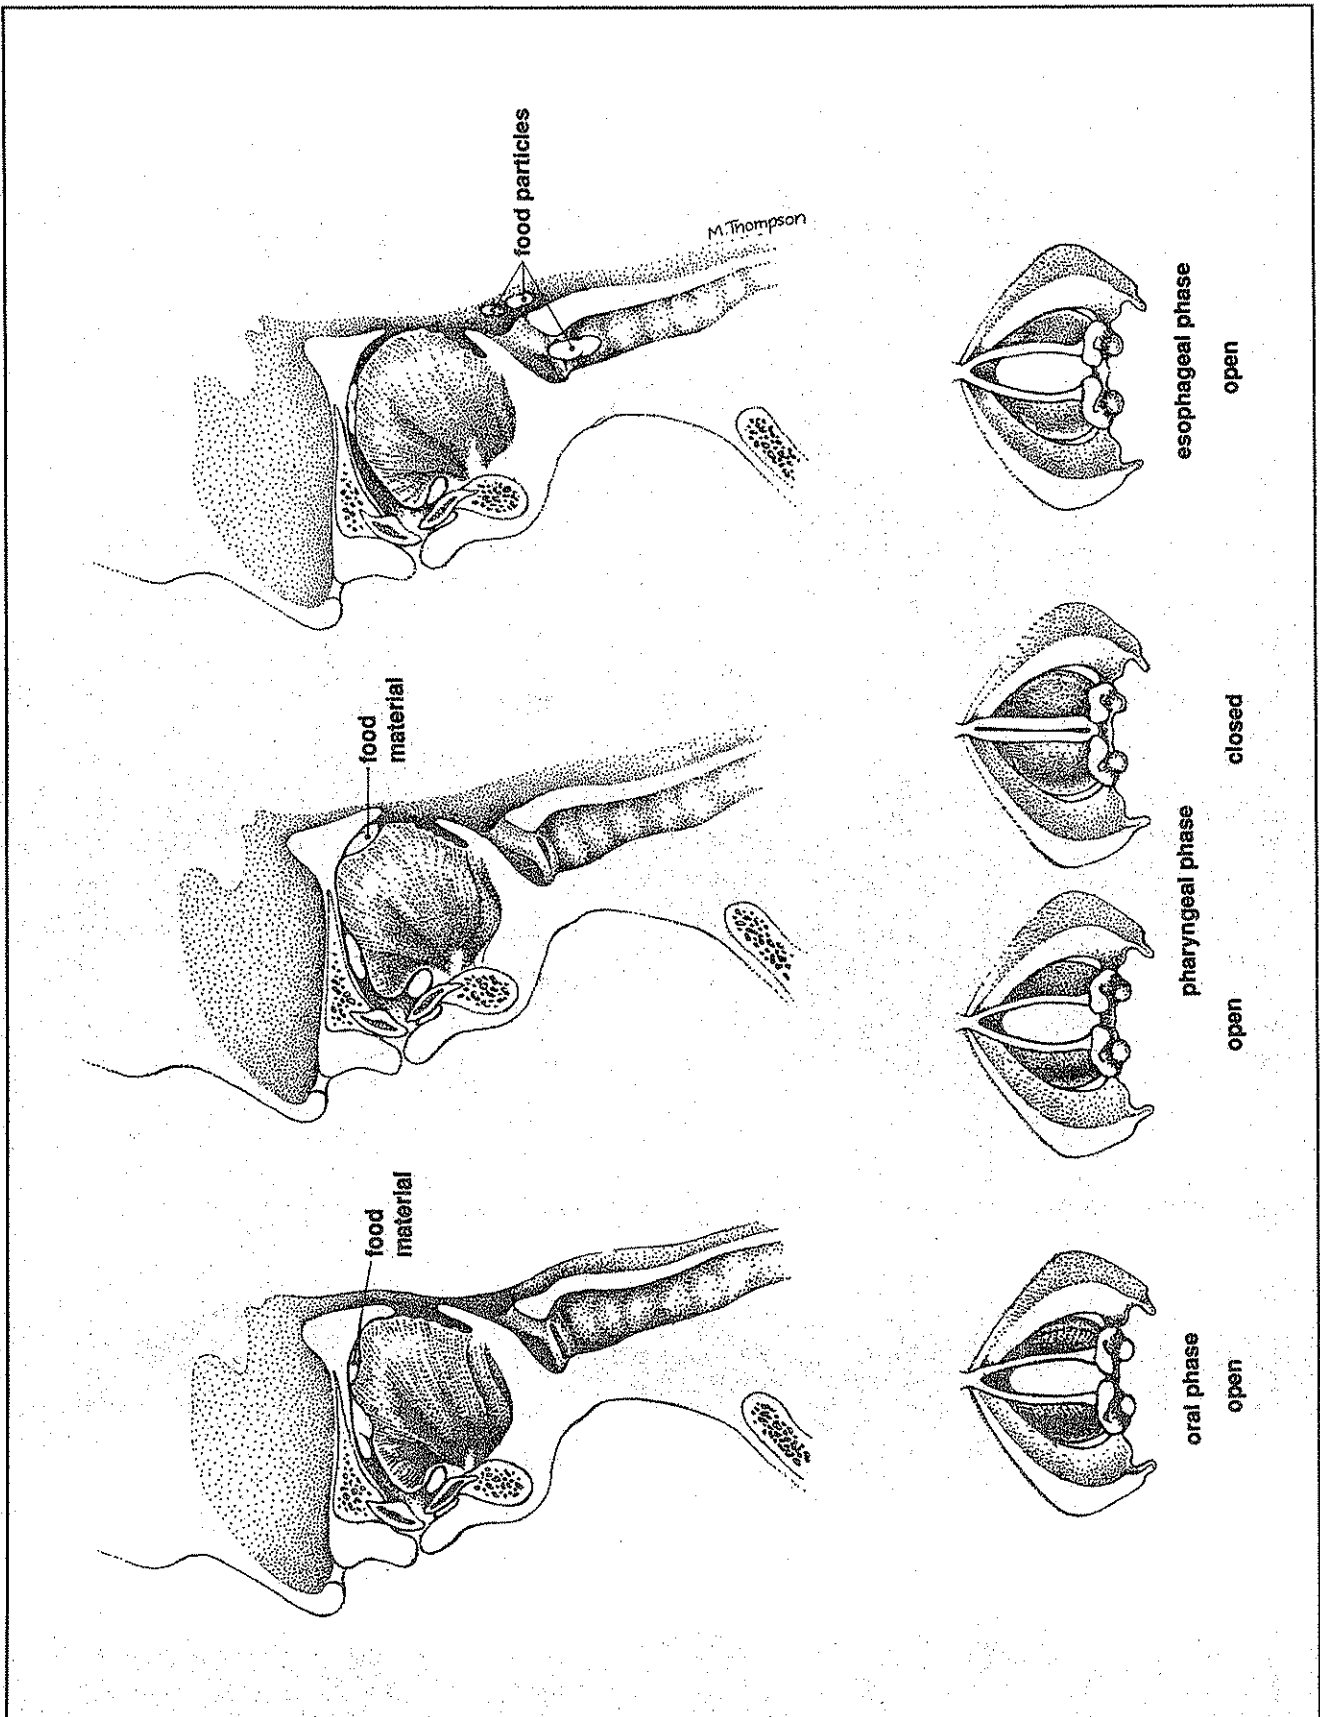 food
material
food
material
food particles
M.Thompson
oral phase
open
pharyngeal phase
open
closed
esophageal phase
open